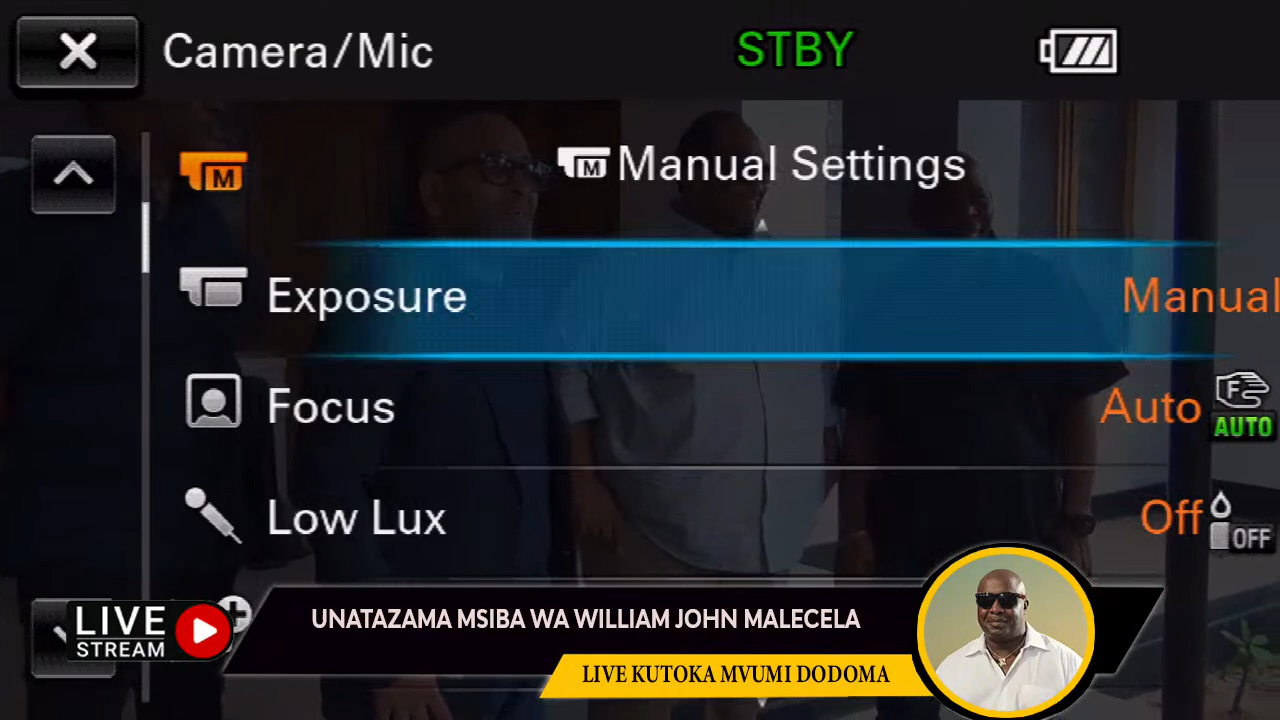 Camera/Mic
STBY
M
M Manual Settings
Exposure
Manual
Focus
Auto
F
AUTO
Low Lux
Off
OFF
LIVE
STREAM
UNATAZAMA MSIBA WA WILLIAM JOHN MALECELA
LIVE KUTOKA MVUMI DODOMA